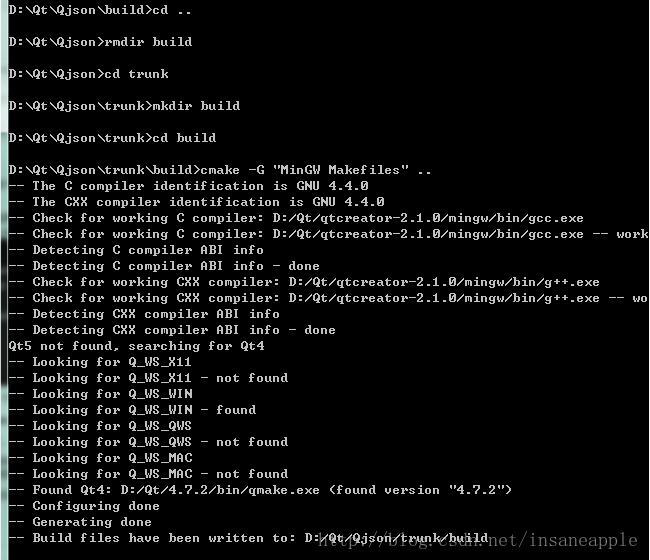 D:\Qt\Qjson\build>cd ..
D:\Qt\Qjson>rmdir build
D:\Qt\Qjson>cd trunk
D:\Qt\Qjson\trunk>mkdir build
D:\Qt\Qjson\trunk>cd build
D:\Qt\Qjson\trunk\build>cmake -G "MinGW Makefiles" ..
-- The C compiler identification is GNU 4.4.0
-- The CXX compiler identification is GNU 4.4.0
-- Check for working C compiler: D:/Qt/qtcreator-2.1.0/mingw/bin/gcc.exe
-- Check for working C compiler: D:/Qt/qtcreator-2.1.0/mingw/bin/gcc.exe -- work
-- Detecting C compiler ABI info
-- Detecting C compiler ABI info - done
-- Check for working CXX compiler: D:/Qt/qtcreator-2.1.0/mingw/bin/g++.exe
-- Check for working CXX compiler: D:/Qt/qtcreator-2.1.0/mingw/bin/g++.exe -- wo
-- Detecting CXX compiler ABI info
-- Detecting CXX compiler ABI info - done
Qt5 not found, searching for Qt4
-- Looking for Q_WS_X11
-- Looking for Q_WS_X11 - not found
-- Looking for Q_WS_WIN
-- Looking for Q_WS_WIN - found
-- Looking for Q_WS_QWS
-- Looking for Q_WS_QWS - not found
-- Looking for Q_WS_MAC
-- Looking for Q_WS_MAC - not found
-- Found Qt4: D:/Qt/4.7.2/bin/qmake.exe (found version "4.7.2")
-- Configuring done
-- Generating done
-- Build files have been written to: D:/Qt/Qjson/trunk/build
http://blog.csdn.net/insaneapple